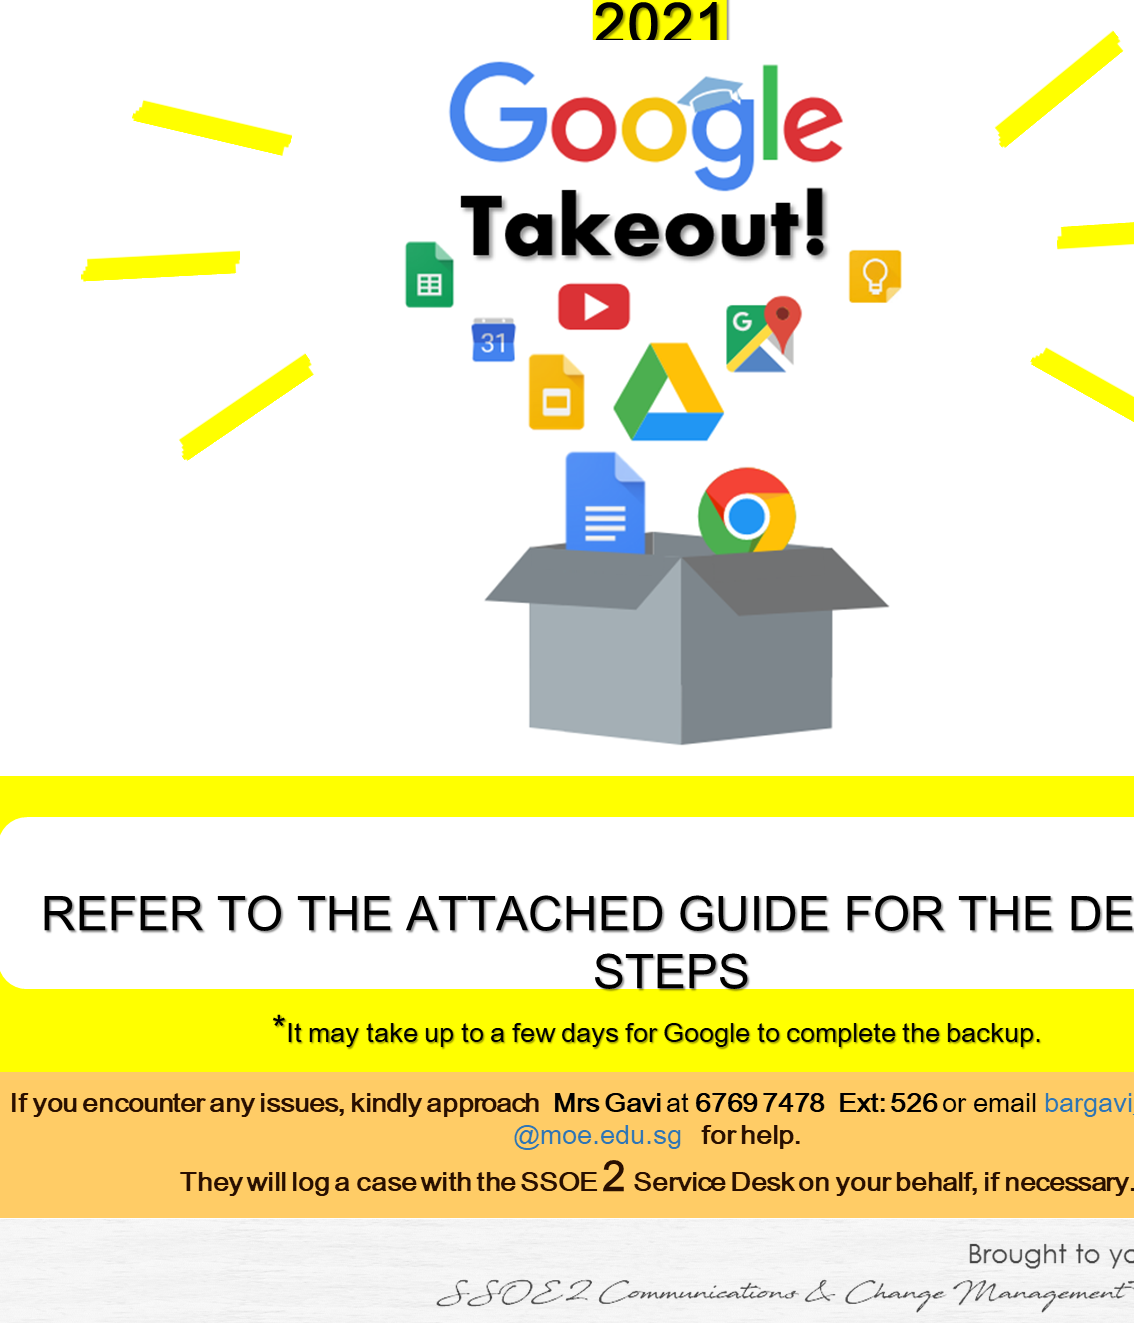 2021
Google
Takeout!
31
G
REFER TO THE ATTACHED GUIDE FOR THE DE
STEPS
*It may take up to a few days for Google to complete the backup.
If you encounter any issues, kindly approach Mrs Gavi at 6769 7478 Ext: 526 or email bargavi
@moe.edu.sg for help.
They will log a case with the SSOE 2 Service Desk on your behalf, if necessary.
Brought to yo
SSOE2 Communications & Change Management